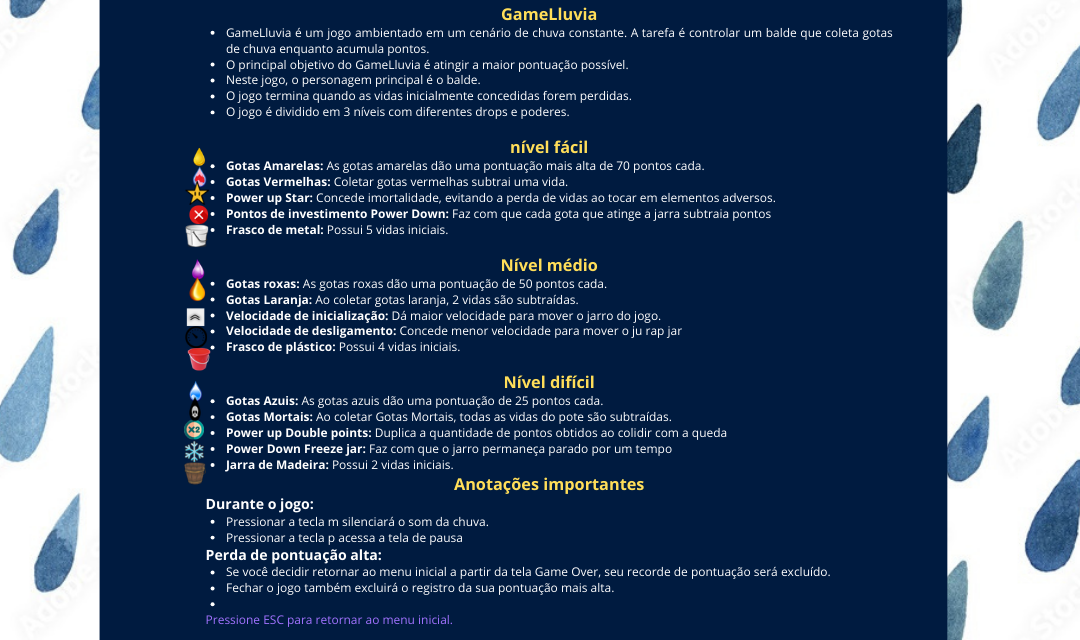 GameLluvia
• GameLluvia é um jogo ambientado em um cenário de chuva constante. A tarefa é controlar um balde que coleta gotas
de chuva enquanto acumula pontos.
• O principal objetivo do GameLluvia é atingir a maior pontuação possível.
• Neste jogo, o personagem principal é o balde.
• O jogo termina quando as vidas inicialmente concedidas forem perdidas.
• O jogo é dividido em 3 níveis com diferentes drops e poderes.
nível fácil
• Gotas Amarelas: As gotas amarelas dão uma pontuação mais alta de 70 pontos cada.
• Gotas Vermelhas: Coletar gotas vermelhas subtrai uma vida.
• Power up Star: Concede imortalidade, evitando a perda de vidas ao tocar em elementos adversos.
• Pontos de investimento Power Down: Faz com que cada gota que atinge a jarra subtraia pontos
• Frasco de metal: Possui 5 vidas iniciais.
Nível médio
• Gotas roxas: As gotas roxas dão uma pontuação de 50 pontos cada.
• Gotas Laranja: Ao coletar gotas laranja, 2 vidas são subtraídas.
• Velocidade de inicialização: Dá maior velocidade para mover o jarro do jogo.
• Velocidade de desligamento: Concede menor velocidade para mover o ju rap jar
• Frasco de plástico: Possui 4 vidas iniciais.
Nível difícil
• Gotas Azuis: As gotas azuis dão uma pontuação de 25 pontos cada.
• Gotas Mortais: Ao coletar Gotas Mortais, todas as vidas do pote são subtraídas.
X2
• Power up Double points: Duplica a quantidade de pontos obtidos ao colidir com a queda
• Power Down Freeze jar: Faz com que o jarro permaneça parado por um tempo
• Jarra de Madeira: Possui 2 vidas iniciais.
Anotações importantes
Durante o jogo:
• Pressionar a tecla m silenciará o som da chuva.
• Pressionar a tecla p acessa a tela de pausa
Perda de pontuação alta:
• Se você decidir retornar ao menu inicial a partir da tela Game Over, seu recorde de pontuação será excluído.
• Fechar o jogo também excluirá o registro da sua pontuação mais alta.
•
Pressione ESC para retornar ao menu inicial.